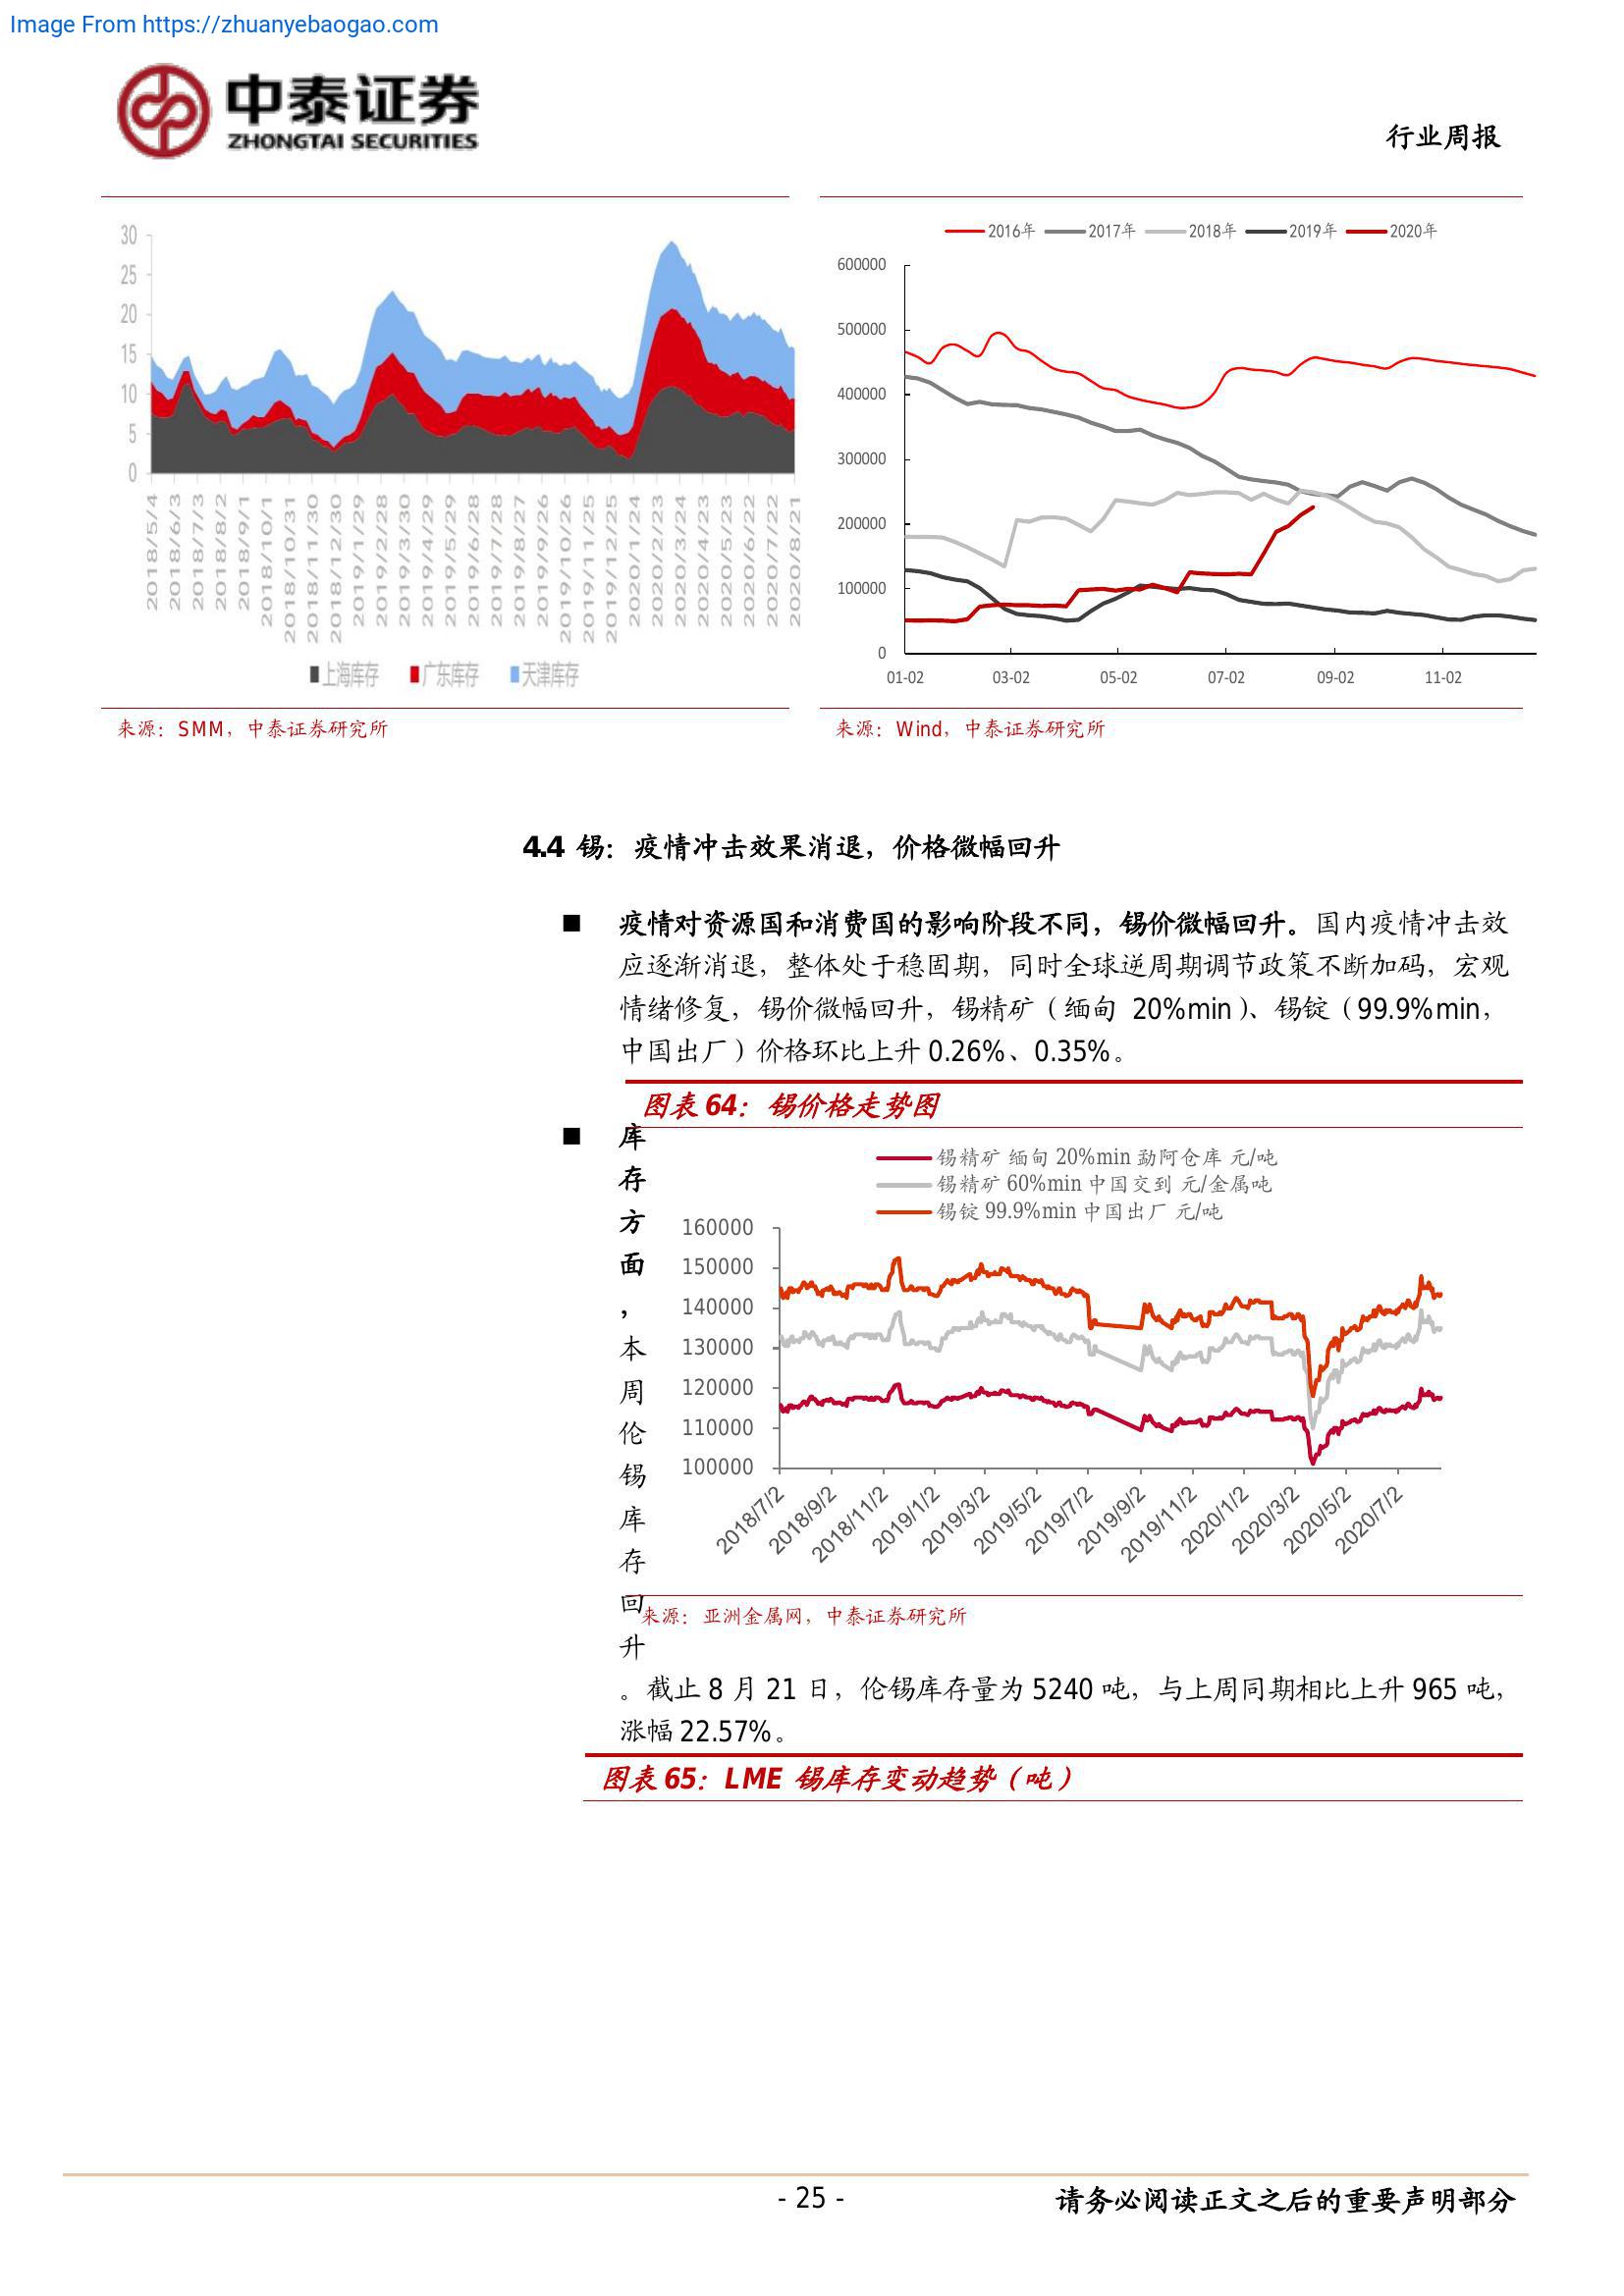 Image From https://zhuanyebaogao.com
中泰证券
ZHONGTAI SECURITIES
行业周报
30
25
20
15
10
5
0
2018/5/4
2018/6/3
2018/7/3
2018/8/2
2018/9/1
2018/10/1
2018/10/31
2018/11/30
2018/12/30
2019/1/29
2019/2/28
2019/3/30
2019/4/29
2019/5/29
2019/6/28
2019/7/28
2019/8/27
2019/9/26
2019/10/26
2019/11/25
2019/12/25
2020/1/24
2020/2/23
2020/3/24
2020/4/23
2020/5/23
2020/6/22
2020/7/22
2020/8/21
上海库存 广东库存 天津库存
来源：SMM，中泰证券研究所
2016年 2017年 2018年 2019年 2020年
600000
500000
400000
300000
200000
100000
0
01-02 03-02 05-02 07-02 09-02 11-02
来源：Wind，中泰证券研究所
4.4 锡：疫情冲击效果消退，价格微幅回升
■ 疫情对资源国和消费国的影响阶段不同，锡价微幅回升。国内疫情冲击效
应逐渐消退，整体处于稳固期，同时全球逆周期调节政策不断加码，宏观
情绪修复，锡价微幅回升，锡精矿（缅甸 20%min）、锡锭（99.9%min，
中国出厂）价格环比上升 0.26%、0.35%。
图表 64：锡价格走势图
■ 库
存
方
面
，
本
周
伦
锡
库
存
回
升
锡精矿 缅甸 20%min 勐阿仓库 元/吨
锡精矿 60%min 中国交到 元/金属吨
锡锭 99.9%min 中国出厂 元/吨
160000
150000
140000
130000
120000
110000
100000
2018/7/2
2018/9/2
2018/11/2
2019/1/2
2019/3/2
2019/5/2
2019/7/2
2019/9/2
2019/11/2
2020/1/2
2020/3/2
2020/5/2
2020/7/2
来源：亚洲金属网，中泰证券研究所
。截止 8 月 21 日，伦锡库存量为 5240 吨，与上周同期相比上升 965 吨，
涨幅 22.57%。
图表 65：LME 锡库存变动趋势（吨）
- 25 -
请务必阅读正文之后的重要声明部分